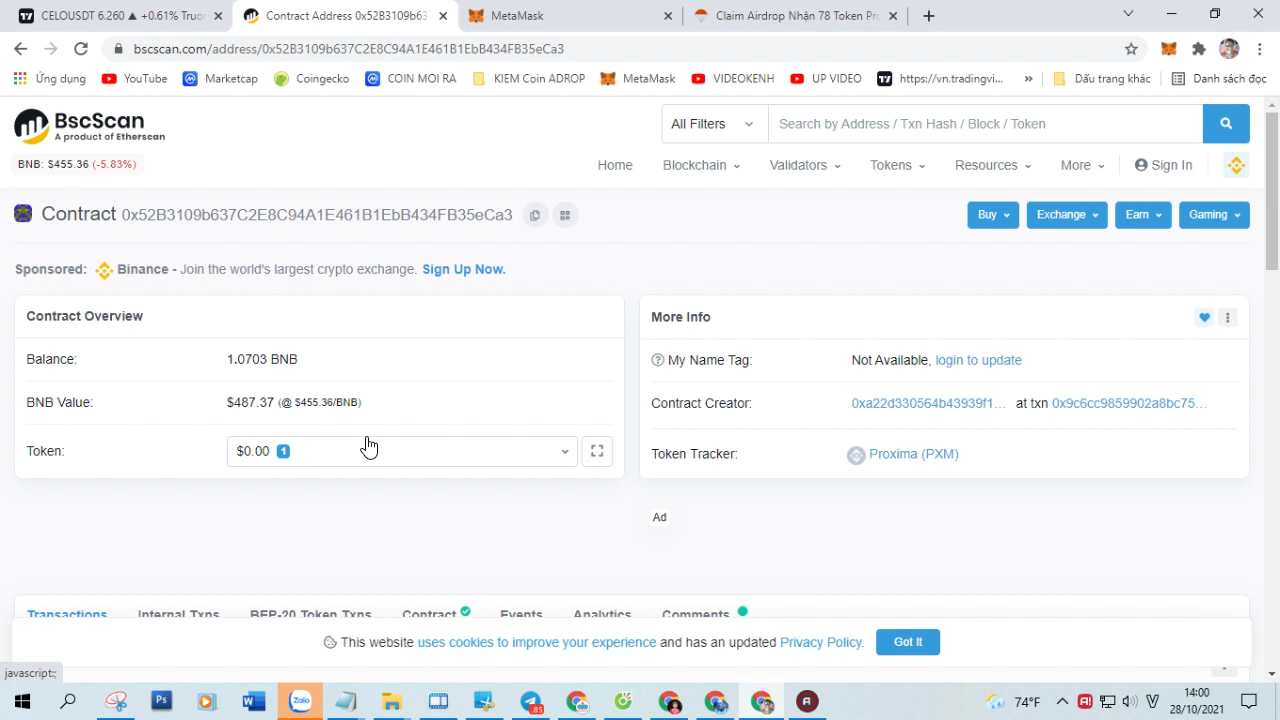 CELOUSDT 6.260 ▲ +0.61% Truc
Contract Address 0x52B3109b63
MetaMask
Claim Airdrop Nhận 78 Token Pro
bscscan.com/address/0x52B3109b637C2E8C94A1E461B1EbB434FB35eCa3
Ứng dụng
YouTube
Marketcap
Coingecko
COIN MOI RA
KIEM Coin ADROP
MetaMask
VIDEOKENH
UP VIDEO
https://vn.tradingvi...
»
Dấu trang khác
Danh sách đọc
BscScan
A product of Etherscan
All Filters
Search by Address / Txn Hash / Block / Token
BNB: $455.36 (-5.83%)
Home
Blockchain
Validators
Tokens
Resources
More
Sign In
Contract 0x52B3109b637C2E8C94A1E461B1EbB434FB35eCa3
Buy
Exchange
Earn
Gaming
Sponsored: Binance - Join the world's largest crypto exchange. Sign Up Now.
Contract Overview
Balance: 1.0703 BNB
BNB Value: $487.37 (@ $455.36/BNB)
Token: $0.00 1
More Info
My Name Tag: Not Available, login to update
Contract Creator: 0xa22d330564b43939f1... at txn 0x9c6cc9859902a8bc75...
Token Tracker: Proxima (PXM)
Ad
Transactions
Internal Txns
BEP-20 Token Txns
Contract
Events
Analytics
Comments
This website uses cookies to improve your experience and has an updated Privacy Policy.
Got It
javascript:;
Ps
W
Zalo
85
74°F
14:00
28/10/2021